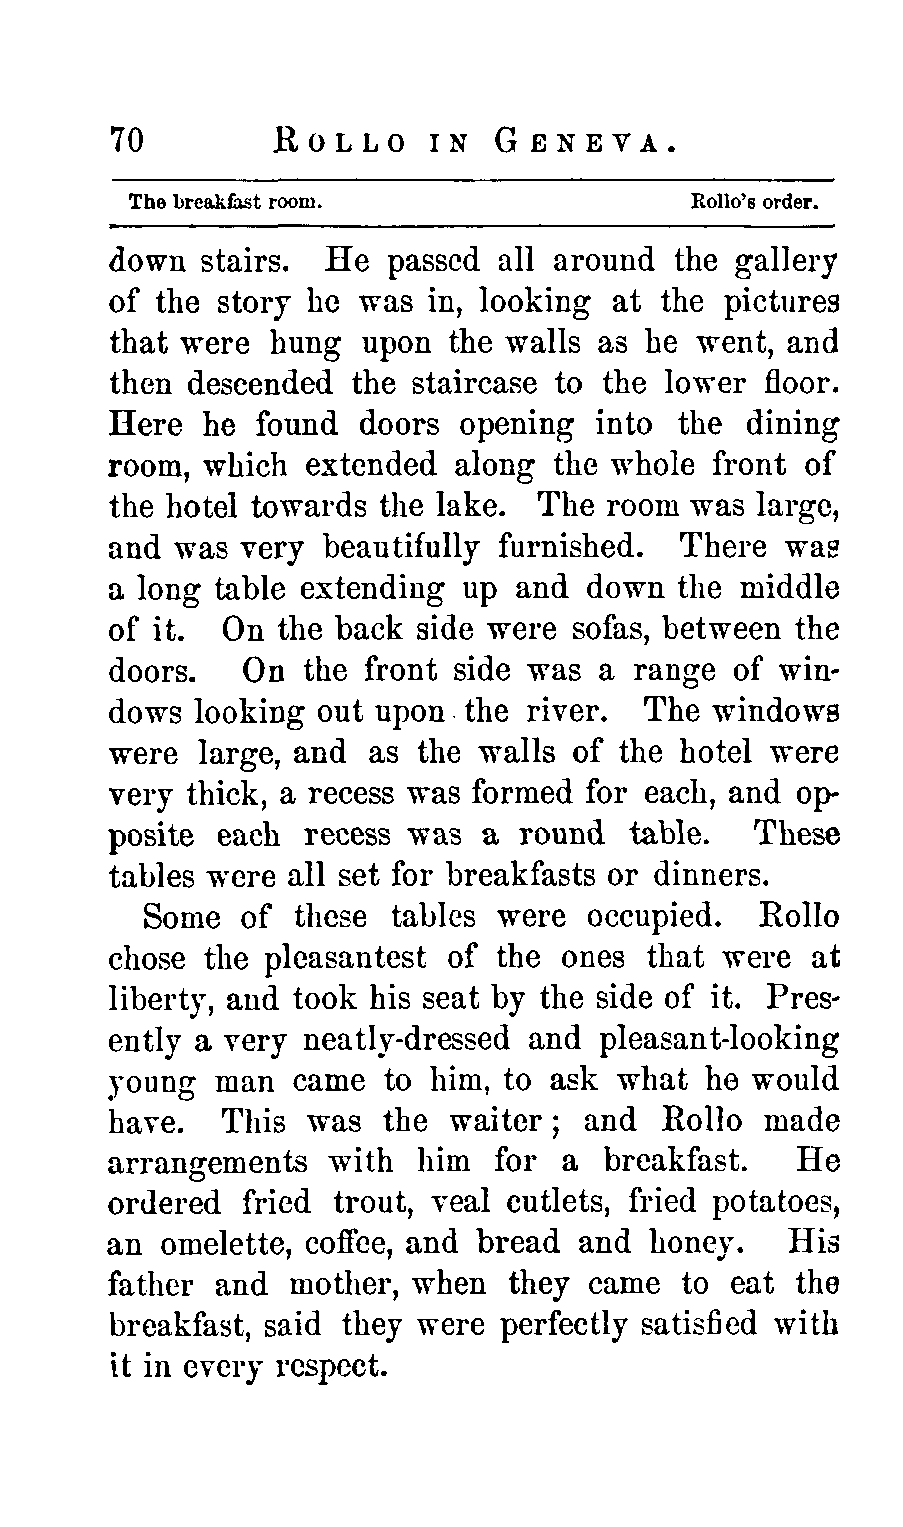 70 ROLLO IN GENEVA.
The breakfast room. Rollo's order.
down stairs. He passed all around the gallery
of the story he was in, looking at the pictures
that were hung upon the walls as he went, and
then descended the staircase to the lower floor.
Here he found doors opening into the dining
room, which extended along the whole front of
the hotel towards the lake. The room was large,
and was very beautifully furnished. There was
a long table extending up and down the middle
of it. On the back side were sofas, between the
doors. On the front side was a range of win-
dows looking out upon the river. The windows
were large, and as the walls of the hotel were
very thick, a recess was formed for each, and op-
posite each recess was a round table. These
tables were all set for breakfasts or dinners.
Some of these tables were occupied. Rollo
chose the pleasantest of the ones that were at
liberty, and took his seat by the side of it. Pres-
ently a very neatly-dressed and pleasant-looking
young man came to him, to ask what he would
have. This was the waiter; and Rollo made
arrangements with him for a breakfast. He
ordered fried trout, veal cutlets, fried potatoes,
an omelette, coffee, and bread and honey. His
father and mother, when they came to eat the
breakfast, said they were perfectly satisfied with
it in every respect.